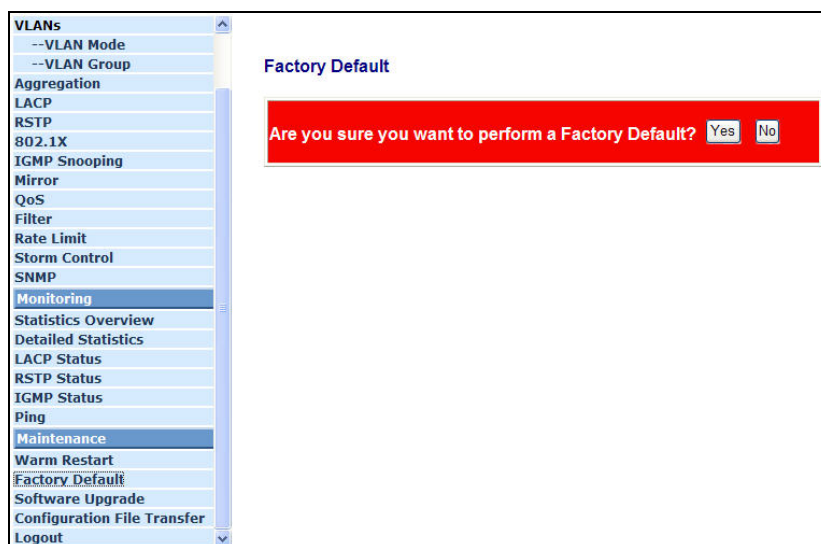 VLANs
--VLAN Mode
--VLAN Group
Aggregation
LACP
RSTP
802.1X
IGMP Snooping
Mirror
QoS
Filter
Rate Limit
Storm Control
SNMP
Monitoring
Statistics Overview
Detailed Statistics
LACP Status
RSTP Status
IGMP Status
Ping
Maintenance
Warm Restart
Factory Default
Software Upgrade
Configuration File Transfer
Logout
Factory Default
Are you sure you want to perform a Factory Default? Yes No